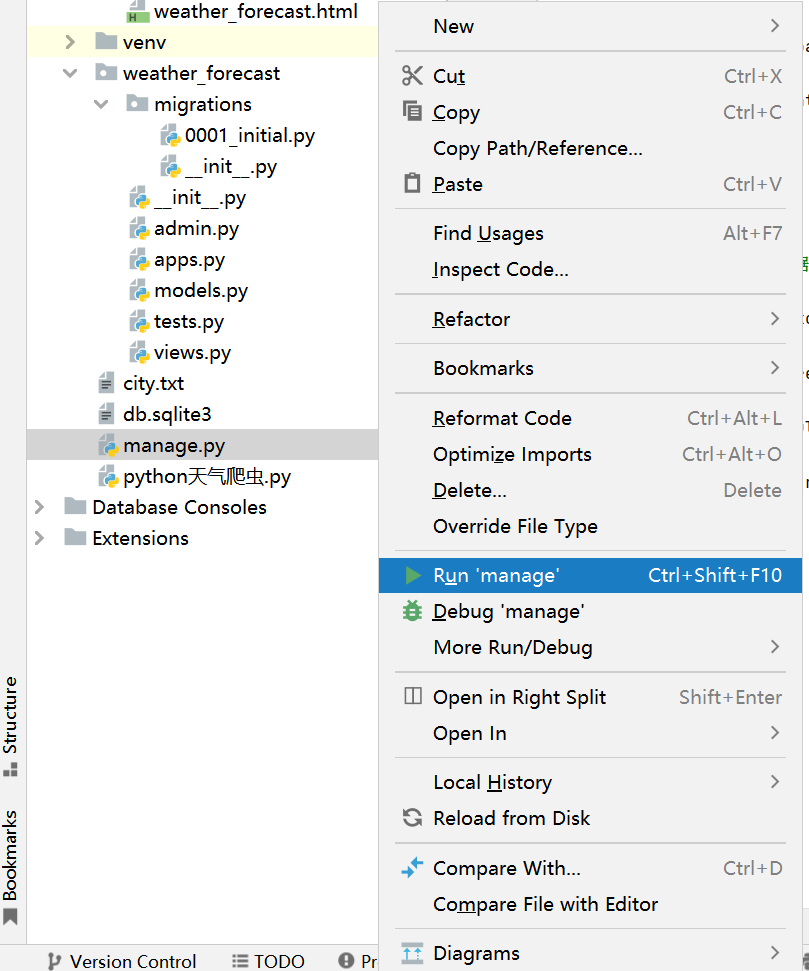 weather_forecast.html
venv
weather_forecast
migrations
0001_initial.py
__init__.py
__init__.py
admin.py
apps.py
models.py
tests.py
views.py
city.txt
db.sqlite3
manage.py
python天气爬虫.py
Database Consoles
Extensions
Structure
Bookmarks
New
Cut Ctrl+X
Copy Ctrl+C
Copy Path/Reference...
Paste Ctrl+V
Find Usages Alt+F7
Inspect Code...
Refactor
Bookmarks
Reformat Code Ctrl+Alt+L
Optimize Imports Ctrl+Alt+O
Delete... Delete
Override File Type
Run 'manage' Ctrl+Shift+F10
Debug 'manage'
More Run/Debug
Open in Right Split Shift+Enter
Open In
Local History
Reload from Disk
Compare With... Ctrl+D
Compare File with Editor
Diagrams
Version Control TODO